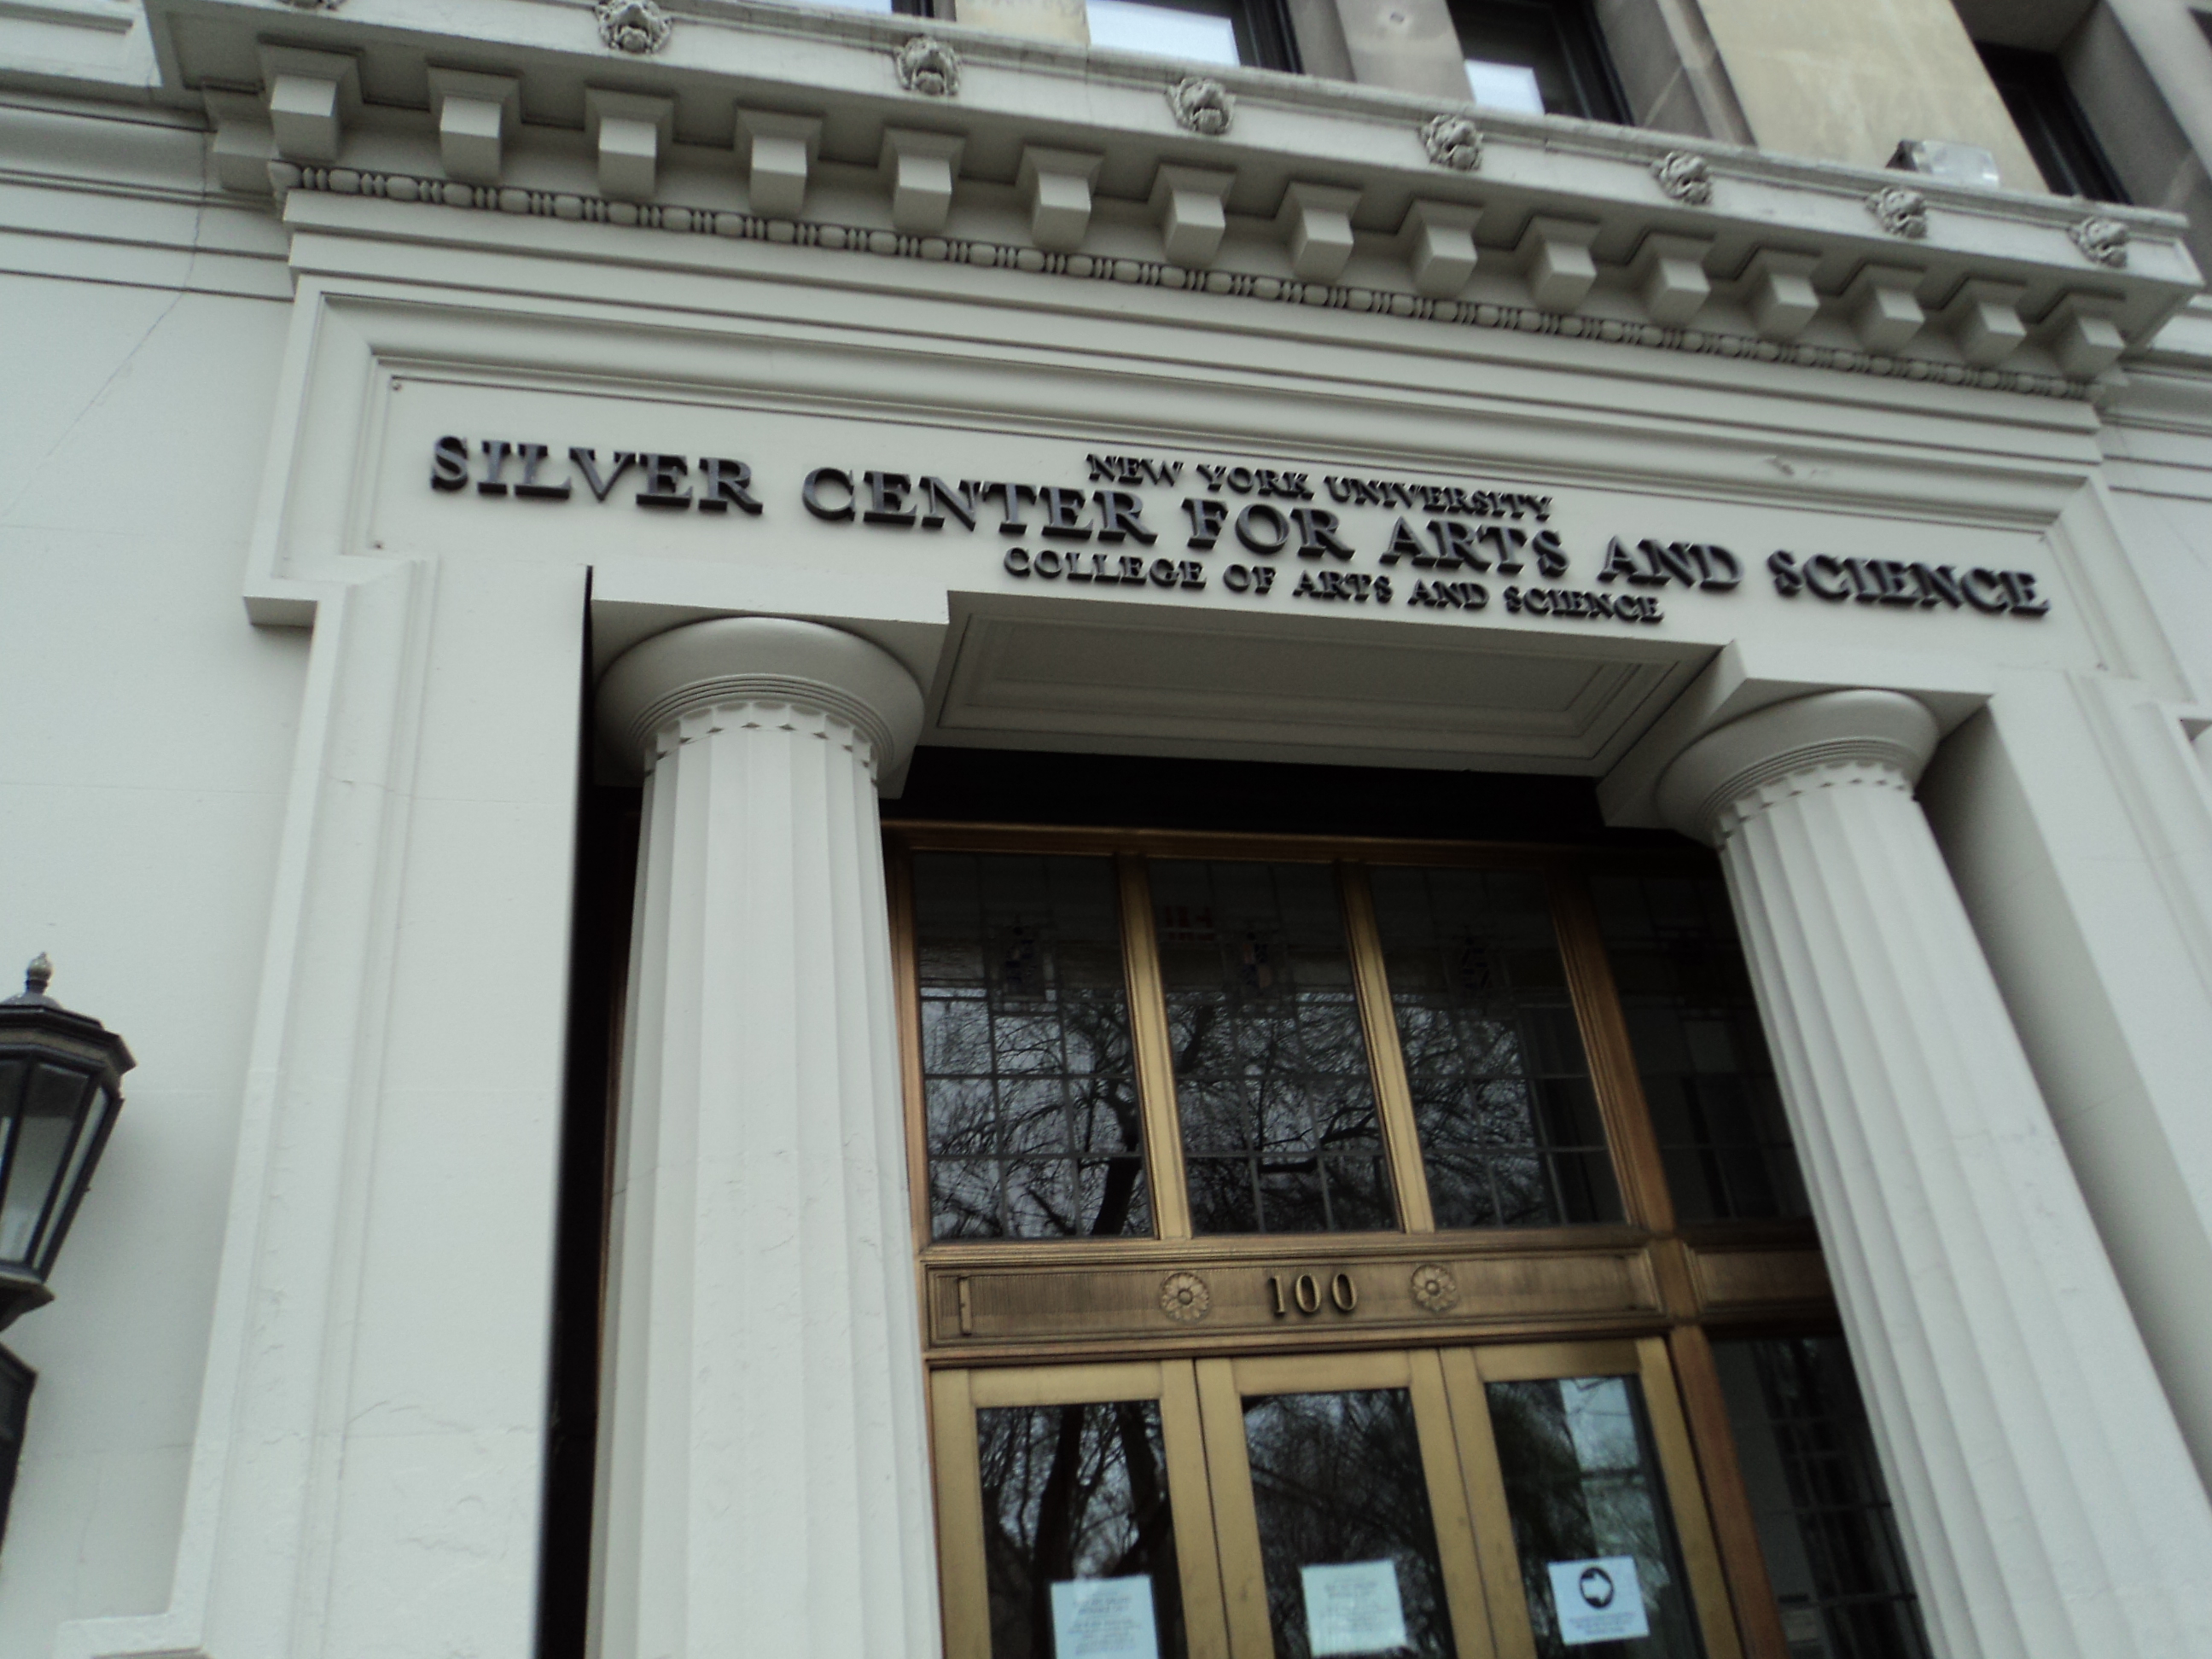 NEW YORK UNIVERSITY
SILVER CENTER FOR ARTS AND SCIENCE
COLLEGE OF ARTS AND SCIENCE
100